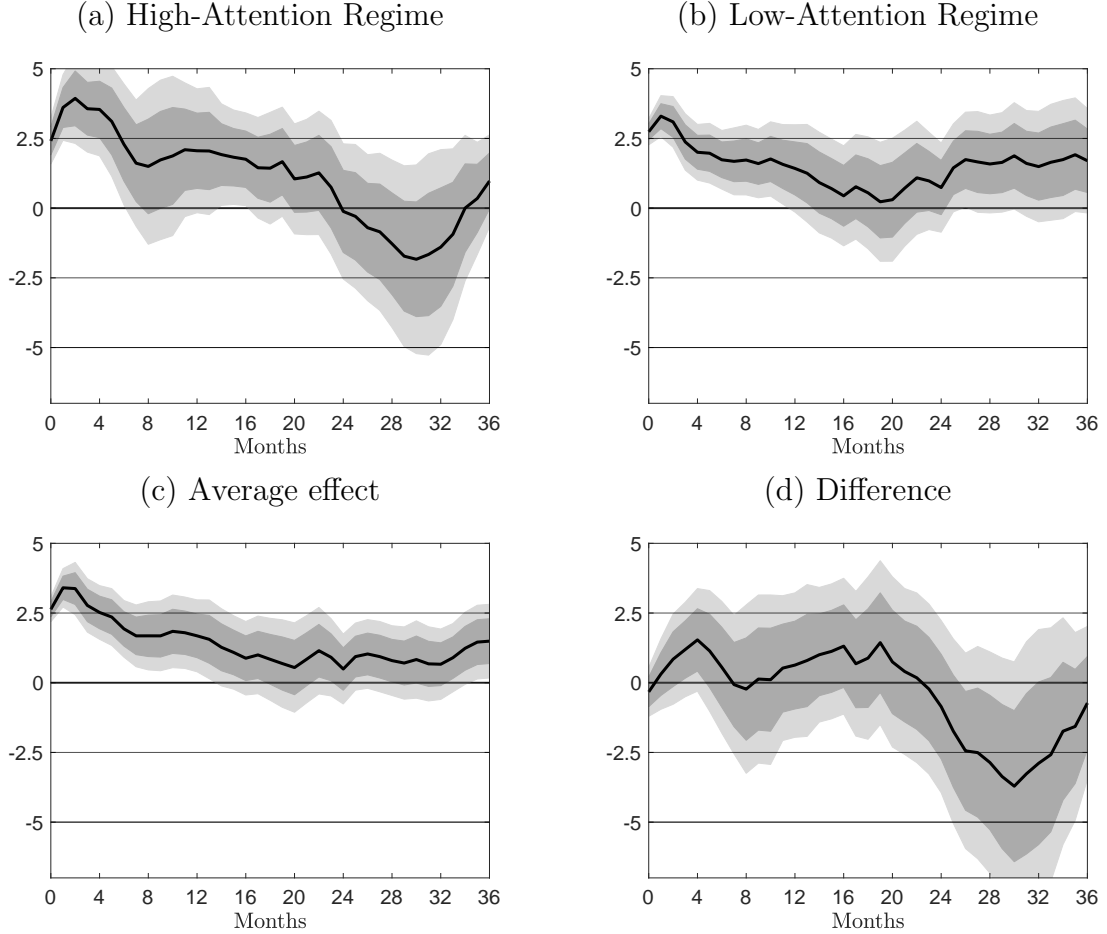 (a) High-Attention Regime
5
2.5
0
-2.5
-5
0 4 8 12 16 20 24 28 32 36
Months
(b) Low-Attention Regime
5
2.5
0
-2.5
-5
0 4 8 12 16 20 24 28 32 36
Months
(c) Average effect
5
2.5
0
-2.5
-5
0 4 8 12 16 20 24 28 32 36
Months
(d) Difference
5
2.5
0
-2.5
-5
0 4 8 12 16 20 24 28 32 36
Months